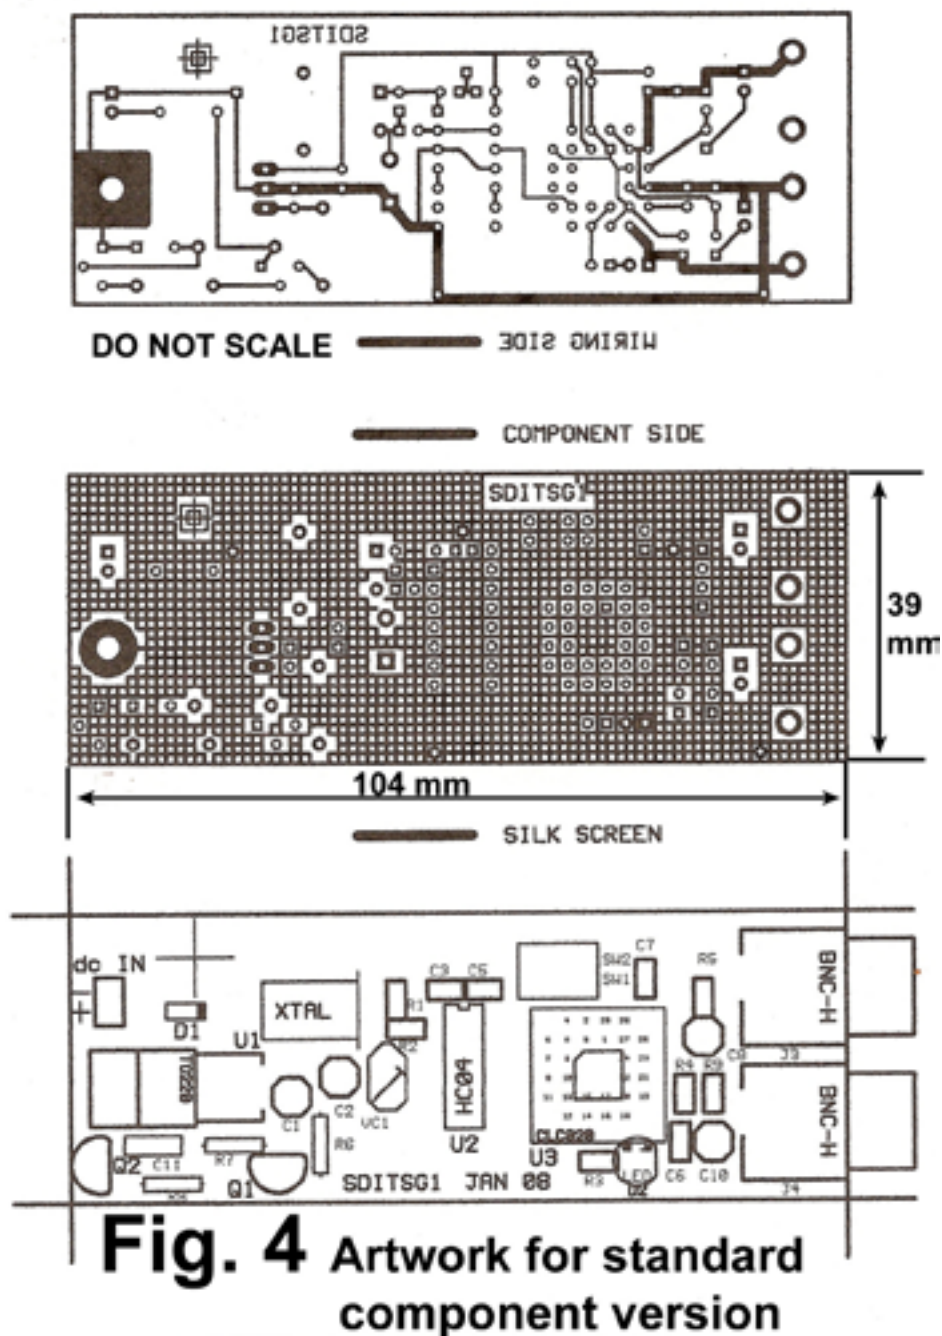 SDITSG1
DO NOT SCALE
WIRING SIDE
COMPONENT SIDE
SDITSG1
39
mm
104 mm
SILK SCREEN
dc IN
- +
D1
U1
TO220
XTAL
R1
R2
C3
C5
HC04
U2
C1
C2
VC1
R6
SW2
SW1
C7
R5
C8
BNC-H
J3
R4
R9
CLC020
U3
R3
LED
D2
C6
C10
BNC-H
J4
Q2
C11
R7
Q1
SDITSG1 JAN 08
Fig. 4 Artwork for standard
component version